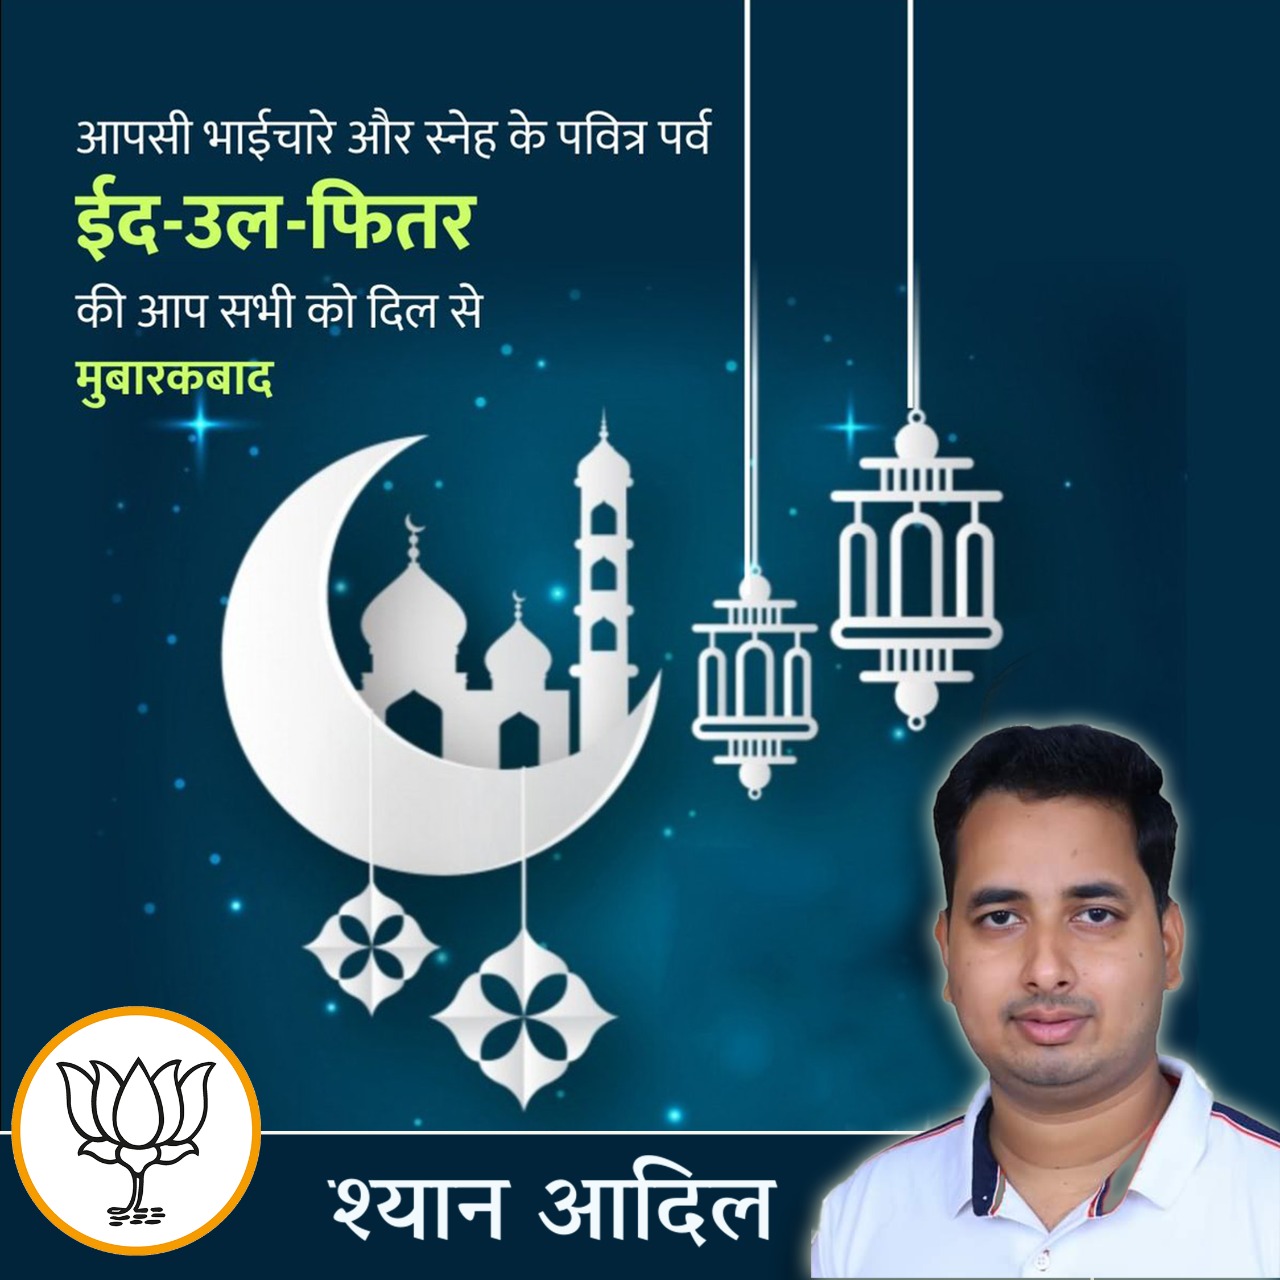 आपसी भाईचारे और स्नेह के पवित्र पर्व
ईद-उल-फितर
की आप सभी को दिल से
मुबारकबाद
श्यान आदिल